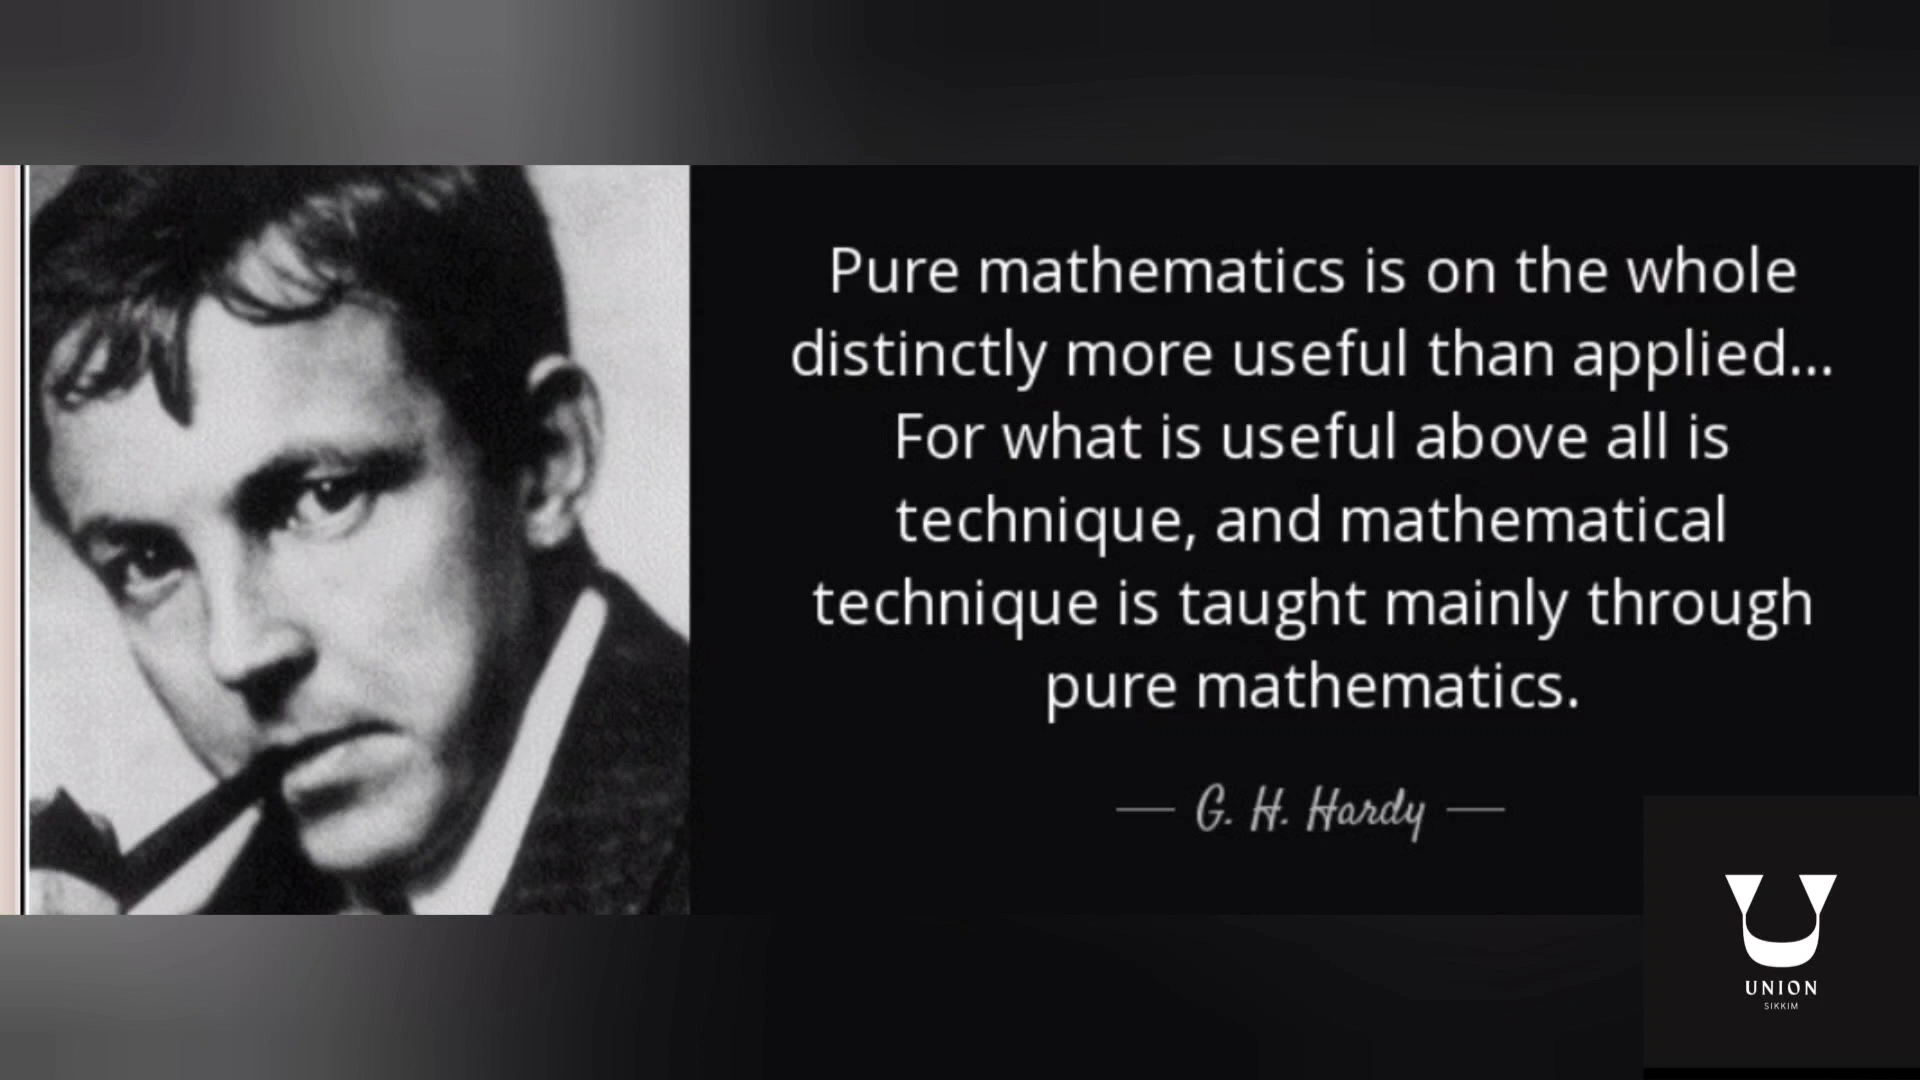 Pure mathematics is on the whole
distinctly more useful than applied...
For what is useful above all is
technique, and mathematical
technique is taught mainly through
pure mathematics.
— G. H. Hardy —
UNION
SIKKIM